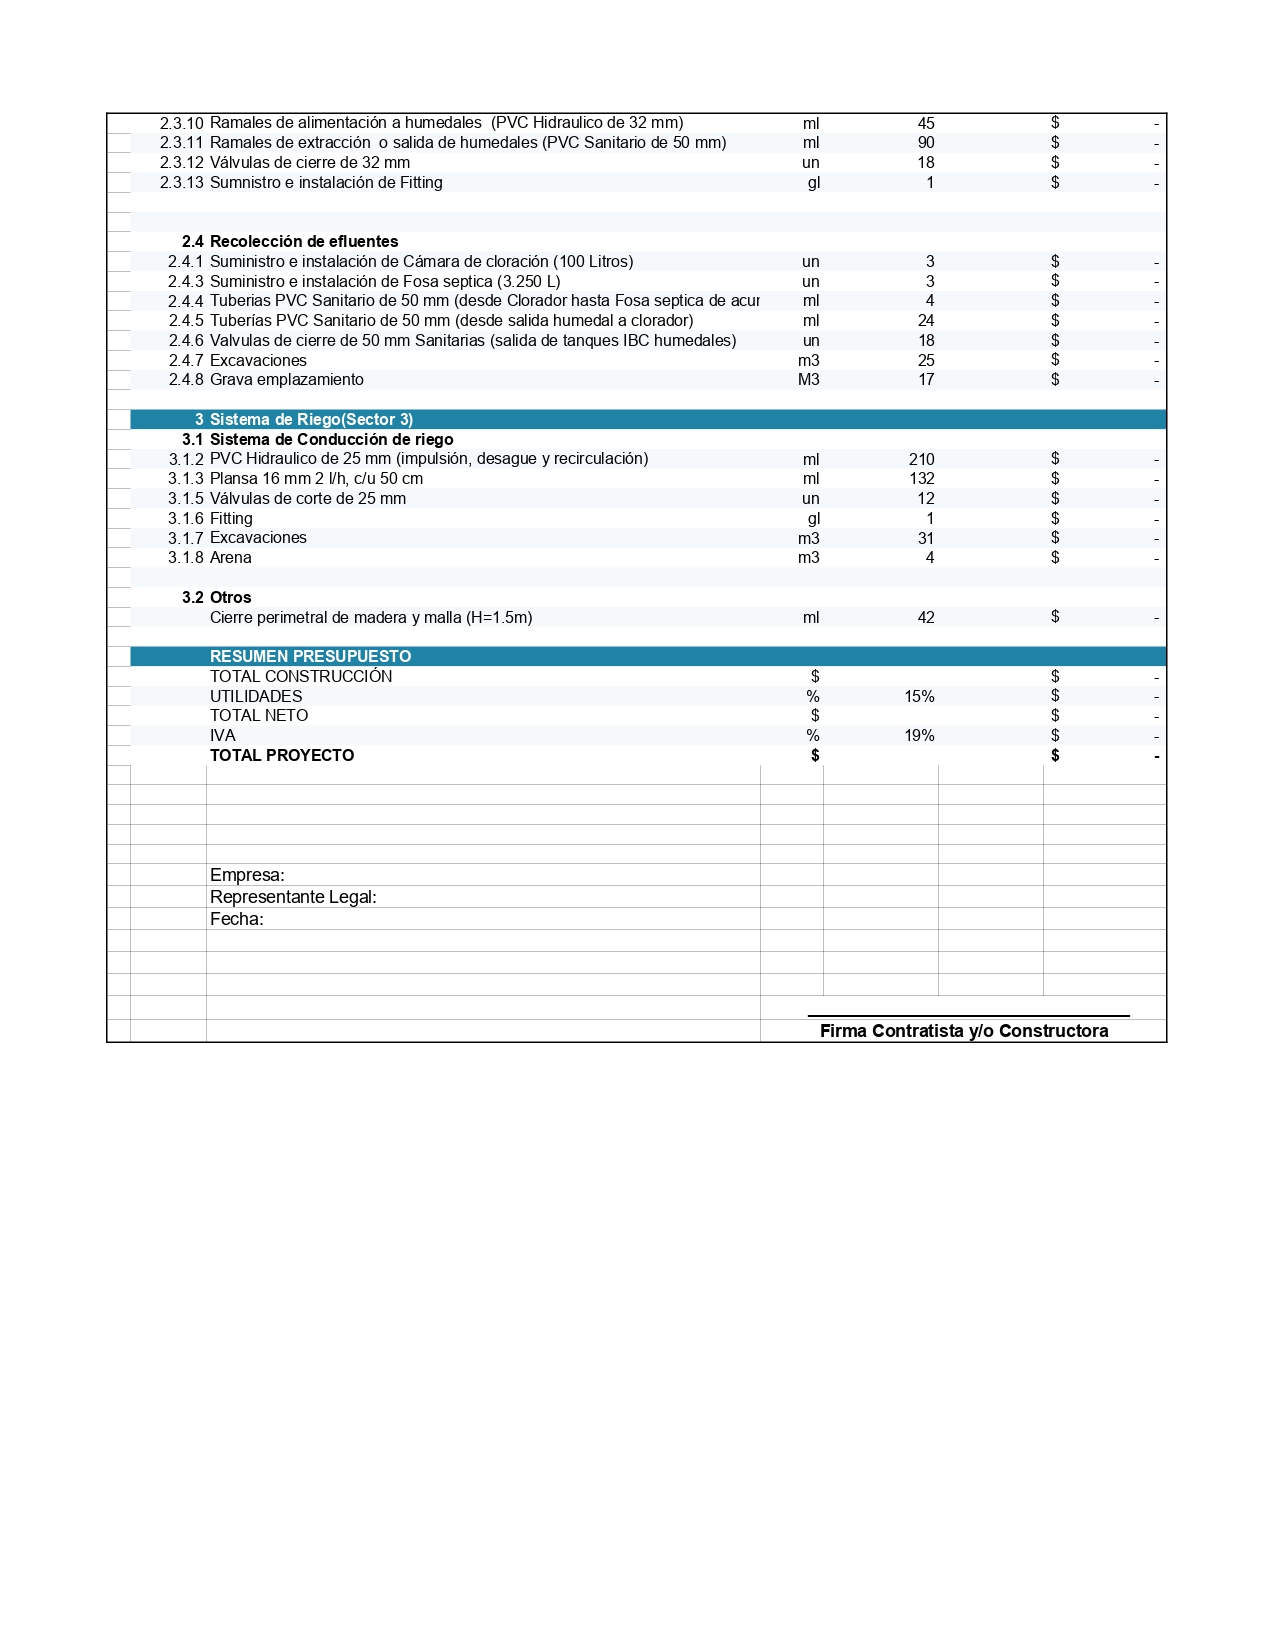 2.3.10 Ramales de alimentación a humedales (PVC Hidraulico de 32 mm) ml 45 $ -
2.3.11 Ramales de extracción o salida de humedales (PVC Sanitario de 50 mm) ml 90 $ -
2.3.12 Válvulas de cierre de 32 mm un 18 $ -
2.3.13 Sumnistro e instalación de Fitting gl 1 $ -
2.4 Recolección de efluentes
2.4.1 Suministro e instalación de Cámara de cloración (100 Litros) un 3 $ -
2.4.3 Suministro e instalación de Fosa septica (3.250 L) un 3 $ -
2.4.4 Tuberias PVC Sanitario de 50 mm (desde Clorador hasta Fosa septica de acur ml 4 $ -
2.4.5 Tuberías PVC Sanitario de 50 mm (desde salida humedal a clorador) ml 24 $ -
2.4.6 Valvulas de cierre de 50 mm Sanitarias (salida de tanques IBC humedales) un 18 $ -
2.4.7 Excavaciones m3 25 $ -
2.4.8 Grava emplazamiento M3 17 $ -
3 Sistema de Riego(Sector 3)
3.1 Sistema de Conducción de riego
3.1.2 PVC Hidraulico de 25 mm (impulsión, desague y recirculación) ml 210 $ -
3.1.3 Plansa 16 mm 2 l/h, c/u 50 cm ml 132 $ -
3.1.5 Válvulas de corte de 25 mm un 12 $ -
3.1.6 Fitting gl 1 $ -
3.1.7 Excavaciones m3 31 $ -
3.1.8 Arena m3 4 $ -
3.2 Otros
Cierre perimetral de madera y malla (H=1.5m) ml 42 $ -
RESUMEN PRESUPUESTO
TOTAL CONSTRUCCIÓN $ $ -
UTILIDADES % 15% $ -
TOTAL NETO $ $ -
IVA % 19% $ -
TOTAL PROYECTO $ $ -
Empresa:
Representante Legal:
Fecha:
Firma Contratista y/o Constructora